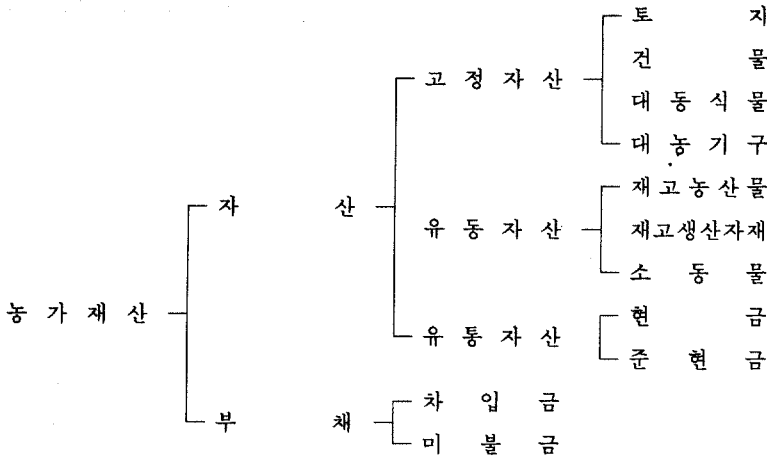 토 지
고 정 자 산
건 물
대 동 식 물
대 농 기 구
자 산
재 고 농 산 물
유 동 자 산
재고생산자재
소 동 물
농 가 재 산
현 금
유 통 자 산
준 현 금
부 채
차 입 금
미 불 금